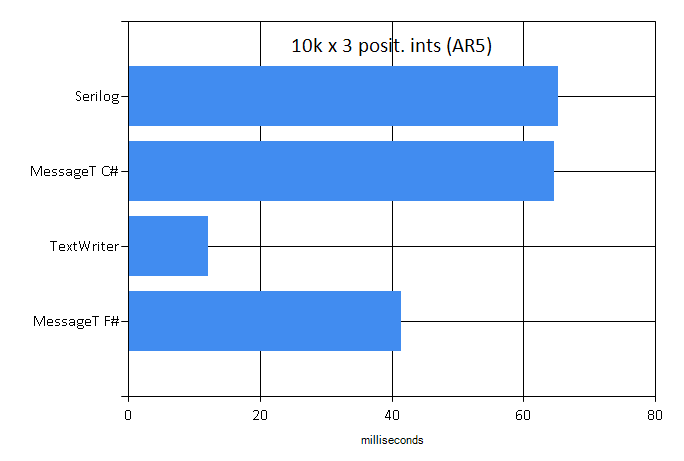 10k x 3 posit. ints (AR5)
Serilog
MessageT C#
TextWriter
MessageT F#
0 20 40 60 80
milliseconds